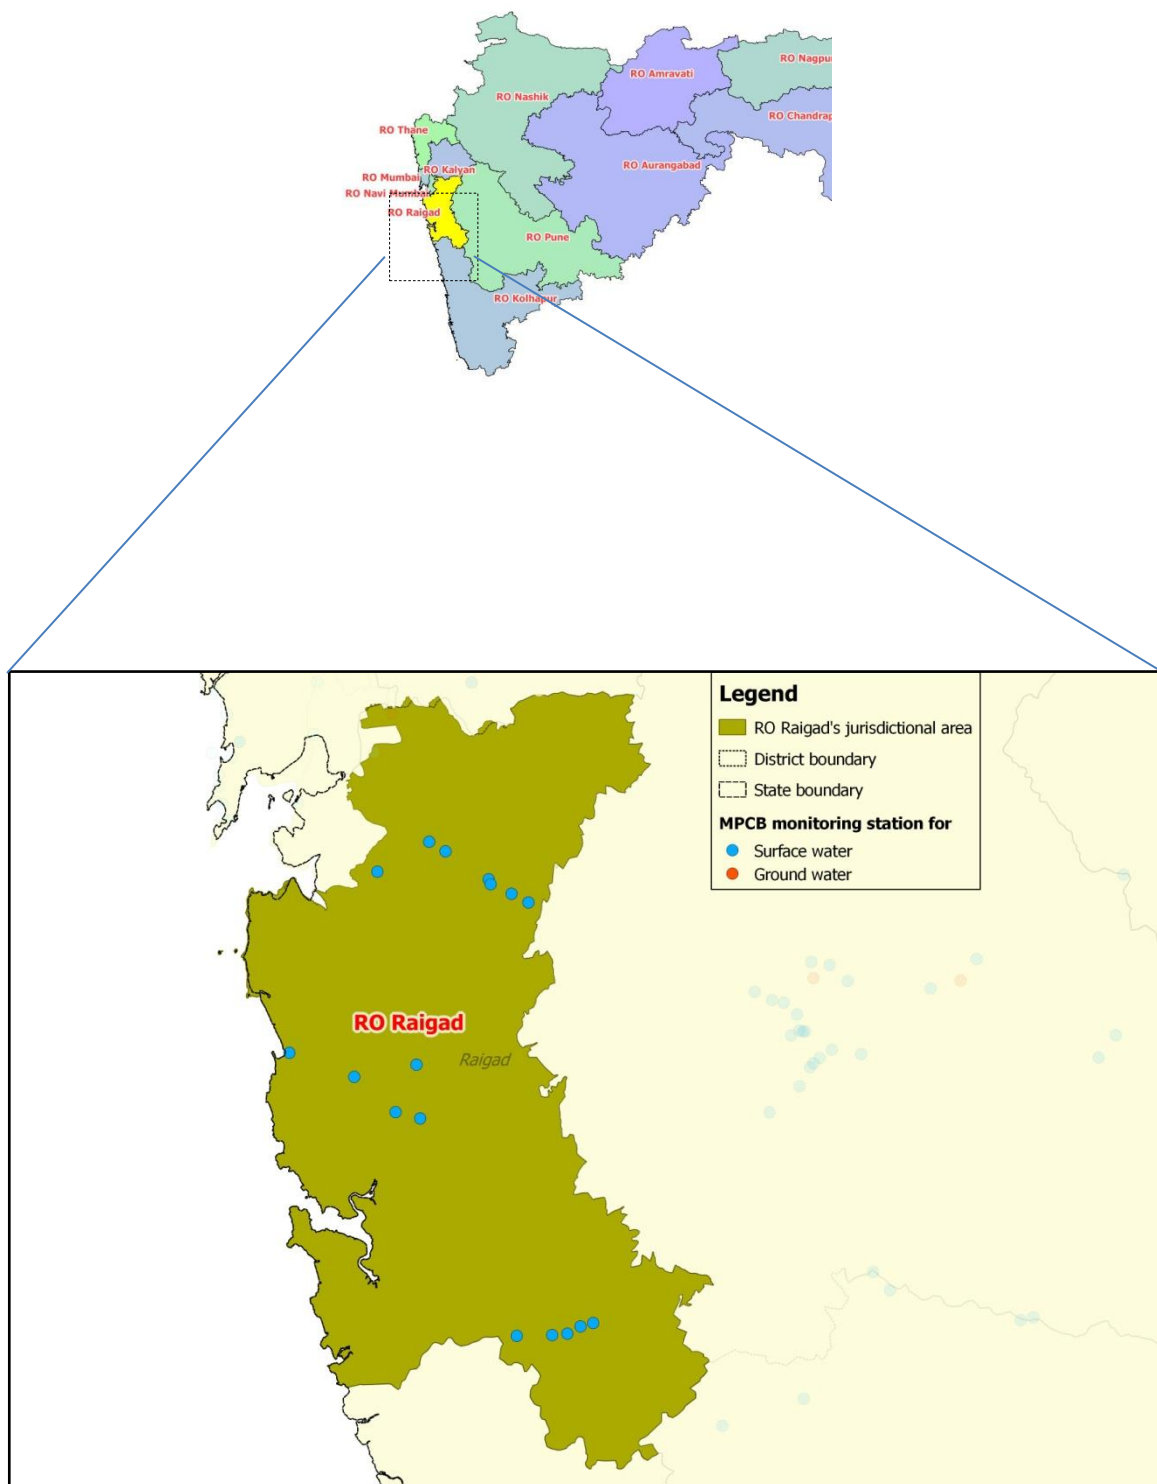 RO Nagpur
RO Amravati
RO Nashik
RO Chandrap
RO Thane
RO Aurangabad
RO Kalyan
RO Mumbai
RO Navi Mumbai
RO Raigad
RO Pune
RO Kolhapur
Legend
RO Raigad's jurisdictional area
District boundary
State boundary
MPCB monitoring station for
Surface water
Ground water
RO Raigad
Raigad